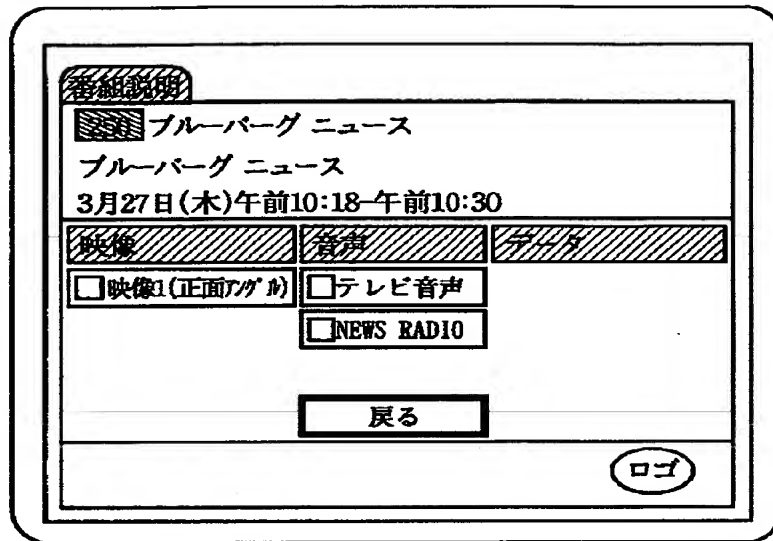 番組説明
250 ブルーバーグ ニュース
ブルーバーグ ニュース
3月27日(木)午前10:18-午前10:30
映像 音声 データ
映像1(正面アングル) テレビ音声
NEWS RADIO
戻る
ロゴ